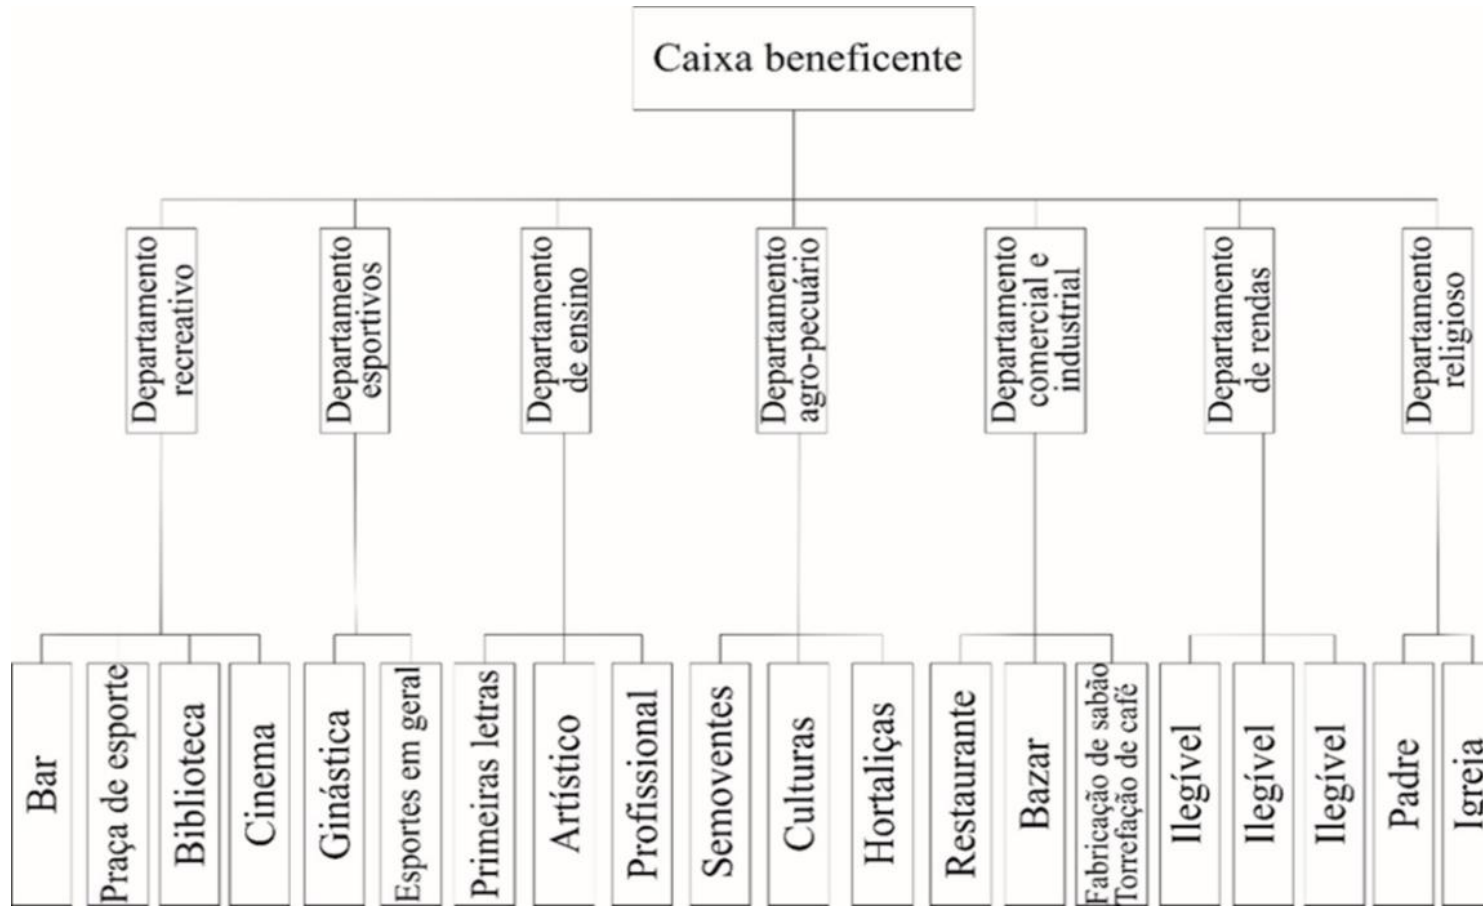 Caixa beneficente
Departamento
recreativo
Departamento
esportivos
Departamento
de ensino
Departamento
agro-pecuário
Departamento
comercial e
industrial
Departamento
de rendas
Departamento
religioso
Bar
Praça de esporte
Biblioteca
Cinema
Ginástica
Esportes em geral
Primeiras letras
Artístico
Profissional
Semoventes
Culturas
Hortaliças
Restaurante
Bazar
Fabricação de sabão
Torrefação de café
Ilegível
Ilegível
Ilegível
Padre
Igreja